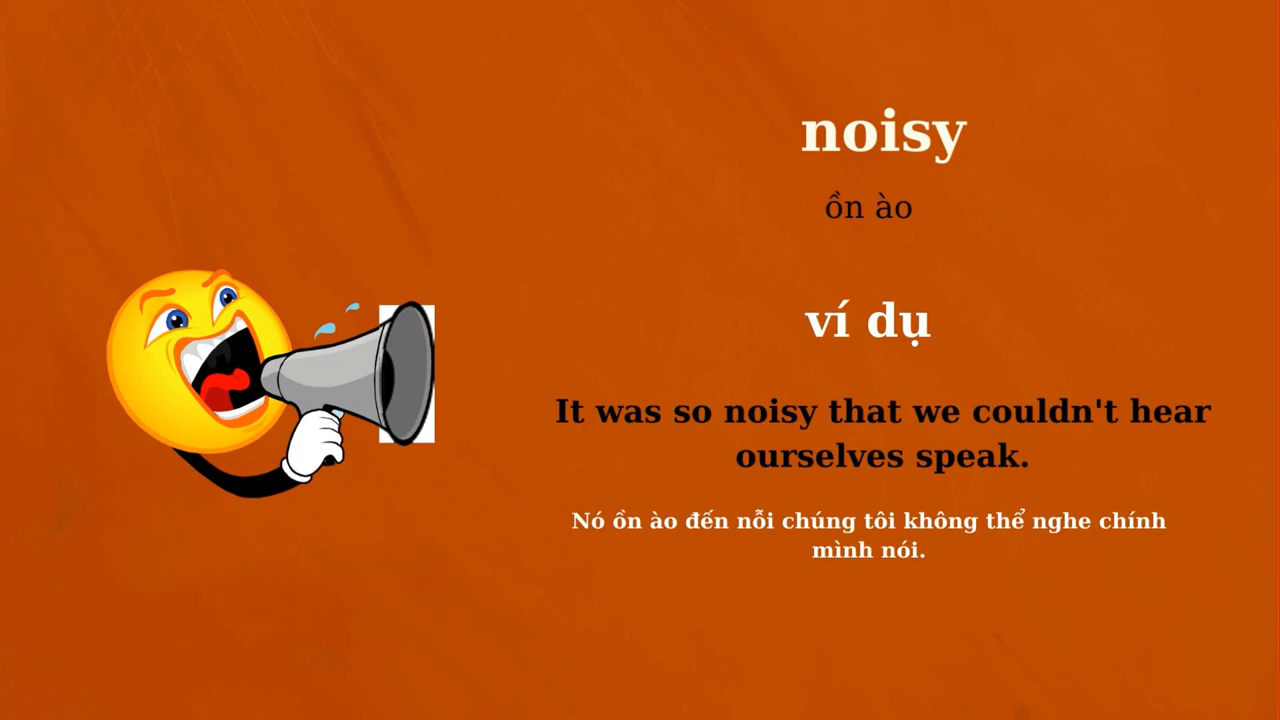 noisy
ồn ào
ví dụ
It was so noisy that we couldn't hear
ourselves speak.
Nó ồn ào đến nỗi chúng tôi không thể nghe chính
mình nói.